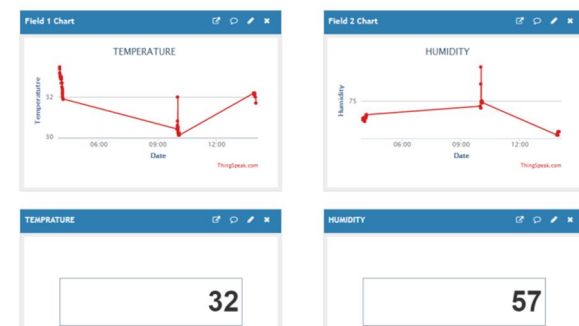 Field 1 Chart
TEMPERATURE
Temperatutre
32
30
06:00 09:00 12:00
Date
ThingSpeak.com
Field 2 Chart
HUMIDITY
Humidity
75
06:00 09:00 12:00
Date
ThingSpeak.com
TEMPRATURE
32
HUMIDITY
57